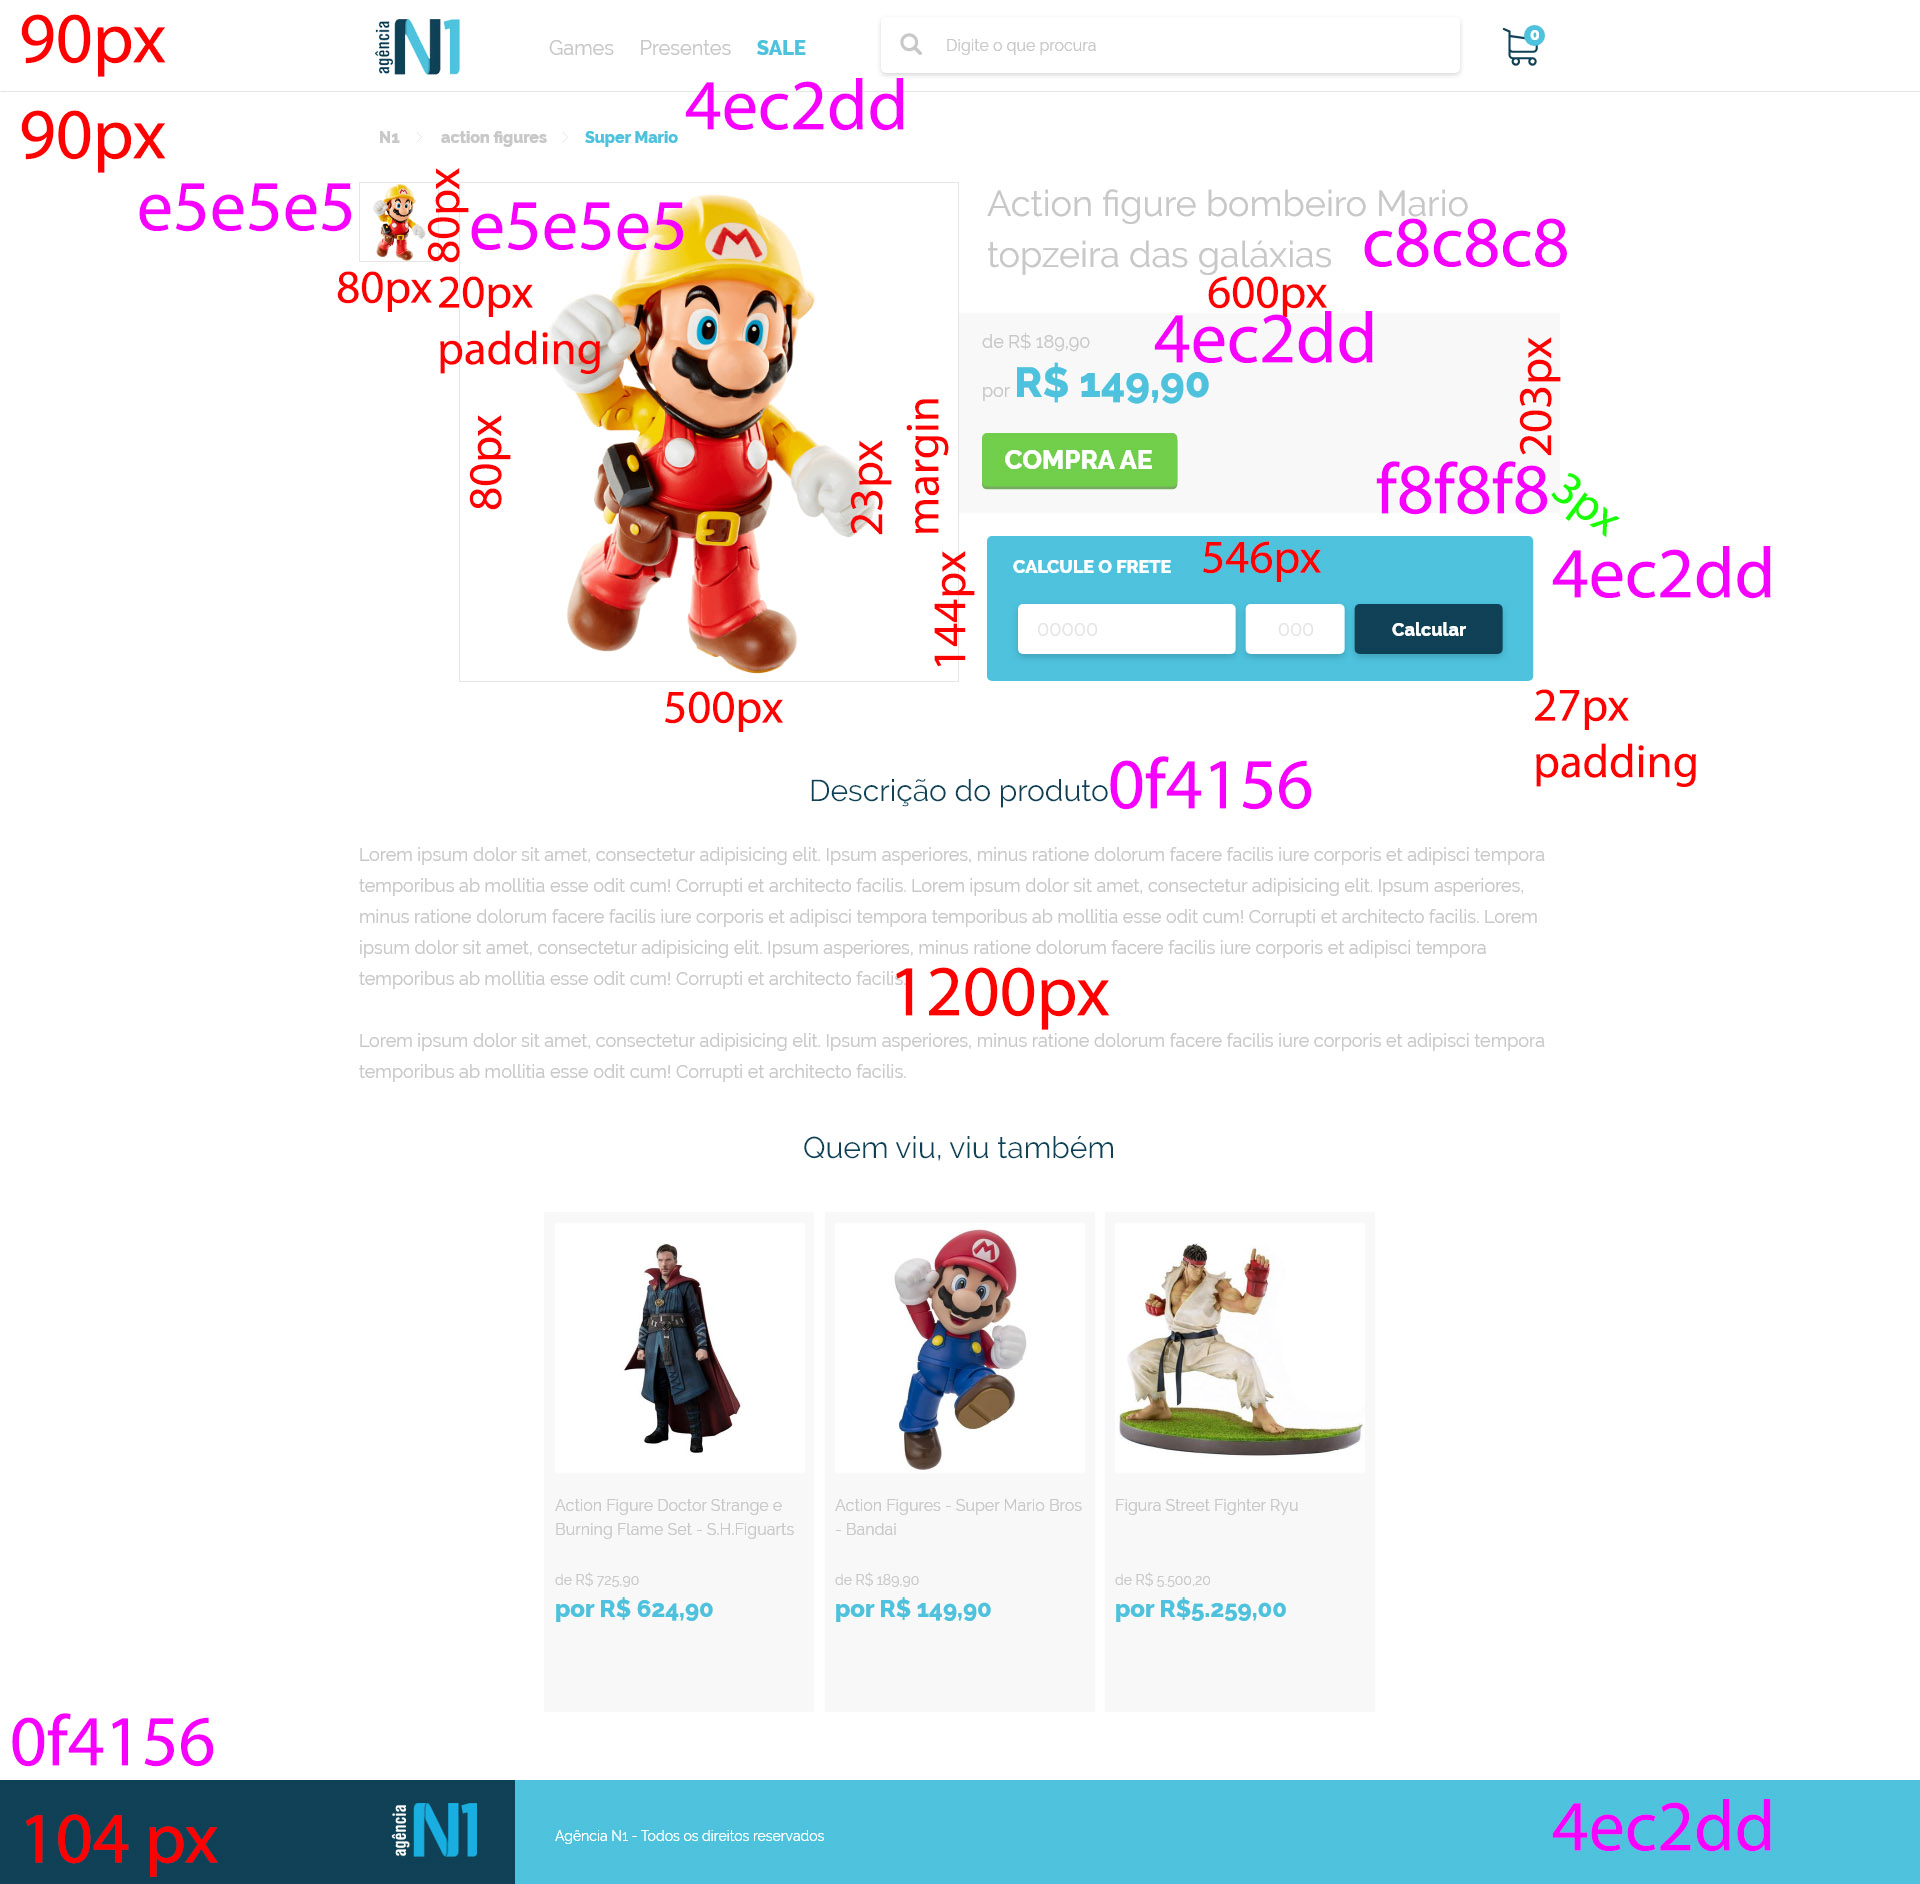 90px
agência N1
Games Presentes SALE
Digite o que procura
0
4ec2dd
90px
N1 action figures Super Mario
e5e5e5
80px
e5e5e5
M
80px
20px
padding
Action figure bombeiro Mario
topzeira das galáxias
c8c8c8
600px
de R$ 189,90
4ec2dd
por R$ 149,90
203px
COMPRA AE
f8f8f8
3px
80px
23px
margin
144px
500px
CALCULE O FRETE
546px
4ec2dd
00000 000 Calcular
27px
padding
Descrição do produto
0f4156
Lorem ipsum dolor sit amet, consectetur adipisicing elit. Ipsum asperiores, minus ratione dolorum facere facilis iure corporis et adipisci tempora
temporibus ab mollitia esse odit cum! Corrupti et architecto facilis. Lorem ipsum dolor sit amet, consectetur adipisicing elit. Ipsum asperiores,
minus ratione dolorum facere facilis iure corporis et adipisci tempora temporibus ab mollitia esse odit cum! Corrupti et architecto facilis. Lorem
ipsum dolor sit amet, consectetur adipisicing elit. Ipsum asperiores, minus ratione dolorum facere facilis iure corporis et adipisci tempora
temporibus ab mollitia esse odit cum! Corrupti et architecto facilis.
1200px
Lorem ipsum dolor sit amet, consectetur adipisicing elit. Ipsum asperiores, minus ratione dolorum facere facilis iure corporis et adipisci tempora
temporibus ab mollitia esse odit cum! Corrupti et architecto facilis.
Quem viu, viu também
M
Action Figure Doctor Strange e
Burning Flame Set - S.H.Figuarts
de R$ 725,90
por R$ 624,90
Action Figures - Super Mario Bros
- Bandai
de R$ 189,90
por R$ 149,90
Figura Street Fighter Ryu
de R$ 5.500,20
por R$5.259,00
0f4156
104 px
agência N1
Agência N1 - Todos os direitos reservados
4ec2dd